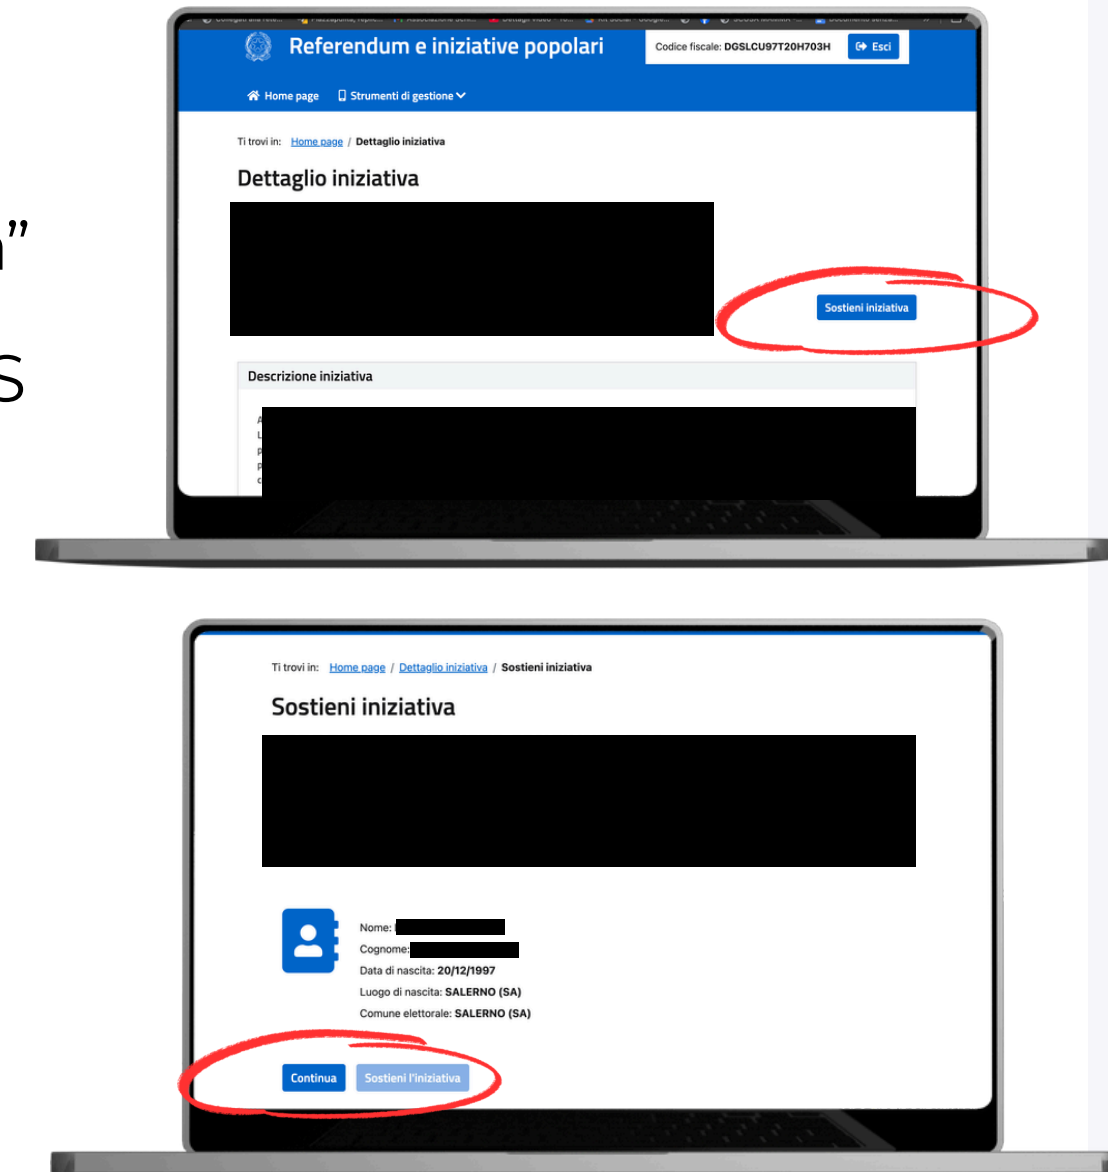 ”
S
Referendum e iniziative popolari
Codice fiscale: DGSLCU97T20H703H
Esci
Home page
Strumenti di gestione
Ti trovi in: Home page / Dettaglio iniziativa
Dettaglio iniziativa
Sostieni iniziativa
Descrizione iniziativa
Ti trovi in: Home page / Dettaglio iniziativa / Sostieni iniziativa
Sostieni iniziativa
Nome:
Cognome:
Data di nascita: 20/12/1997
Luogo di nascita: SALERNO (SA)
Comune elettorale: SALERNO (SA)
Continua
Sostieni l'iniziativa